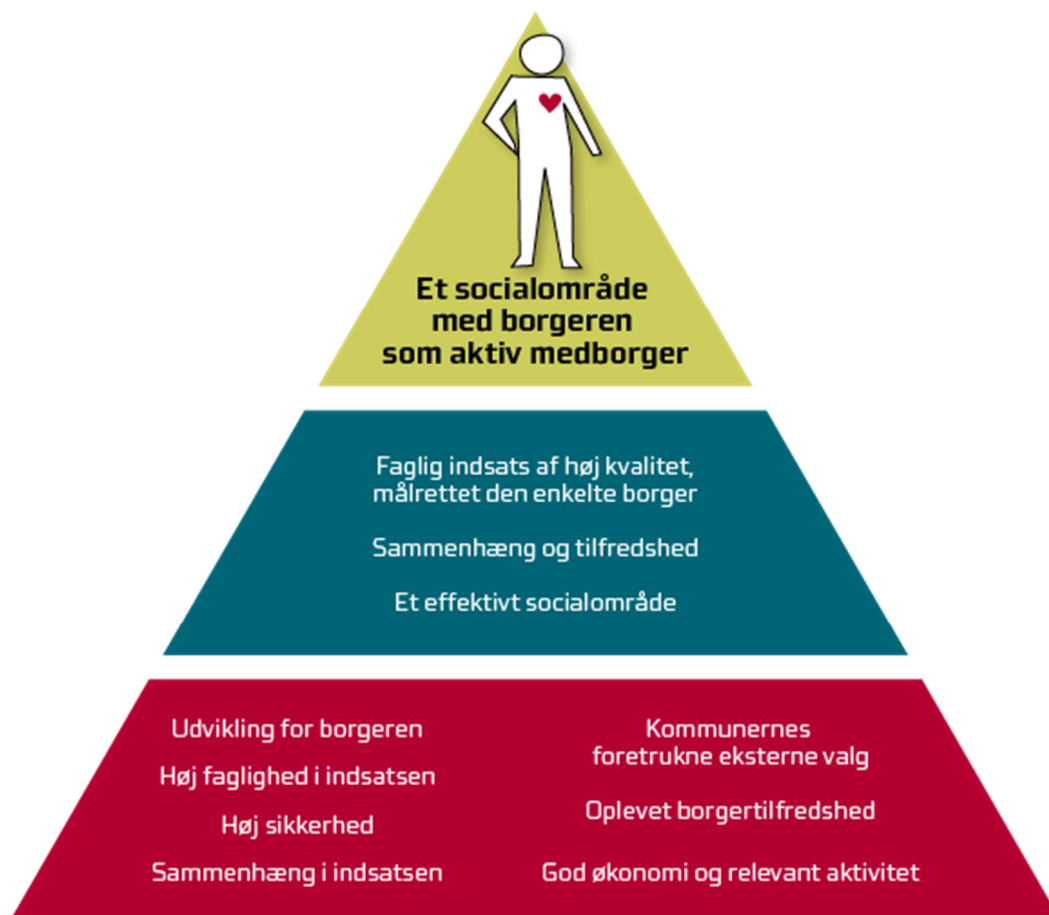 Et socialområde
med borgeren
som aktiv medborger
Faglig indsats af høj kvalitet,
målrettet den enkelte borger
Sammenhæng og tilfredshed
Et effektivt socialområde
Udvikling for borgeren
Høj faglighed i indsatsen
Høj sikkerhed
Sammenhæng i indsatsen
Kommunernes
foretrukne eksterne valg
Oplevet borgertilfredshed
God økonomi og relevant aktivitet